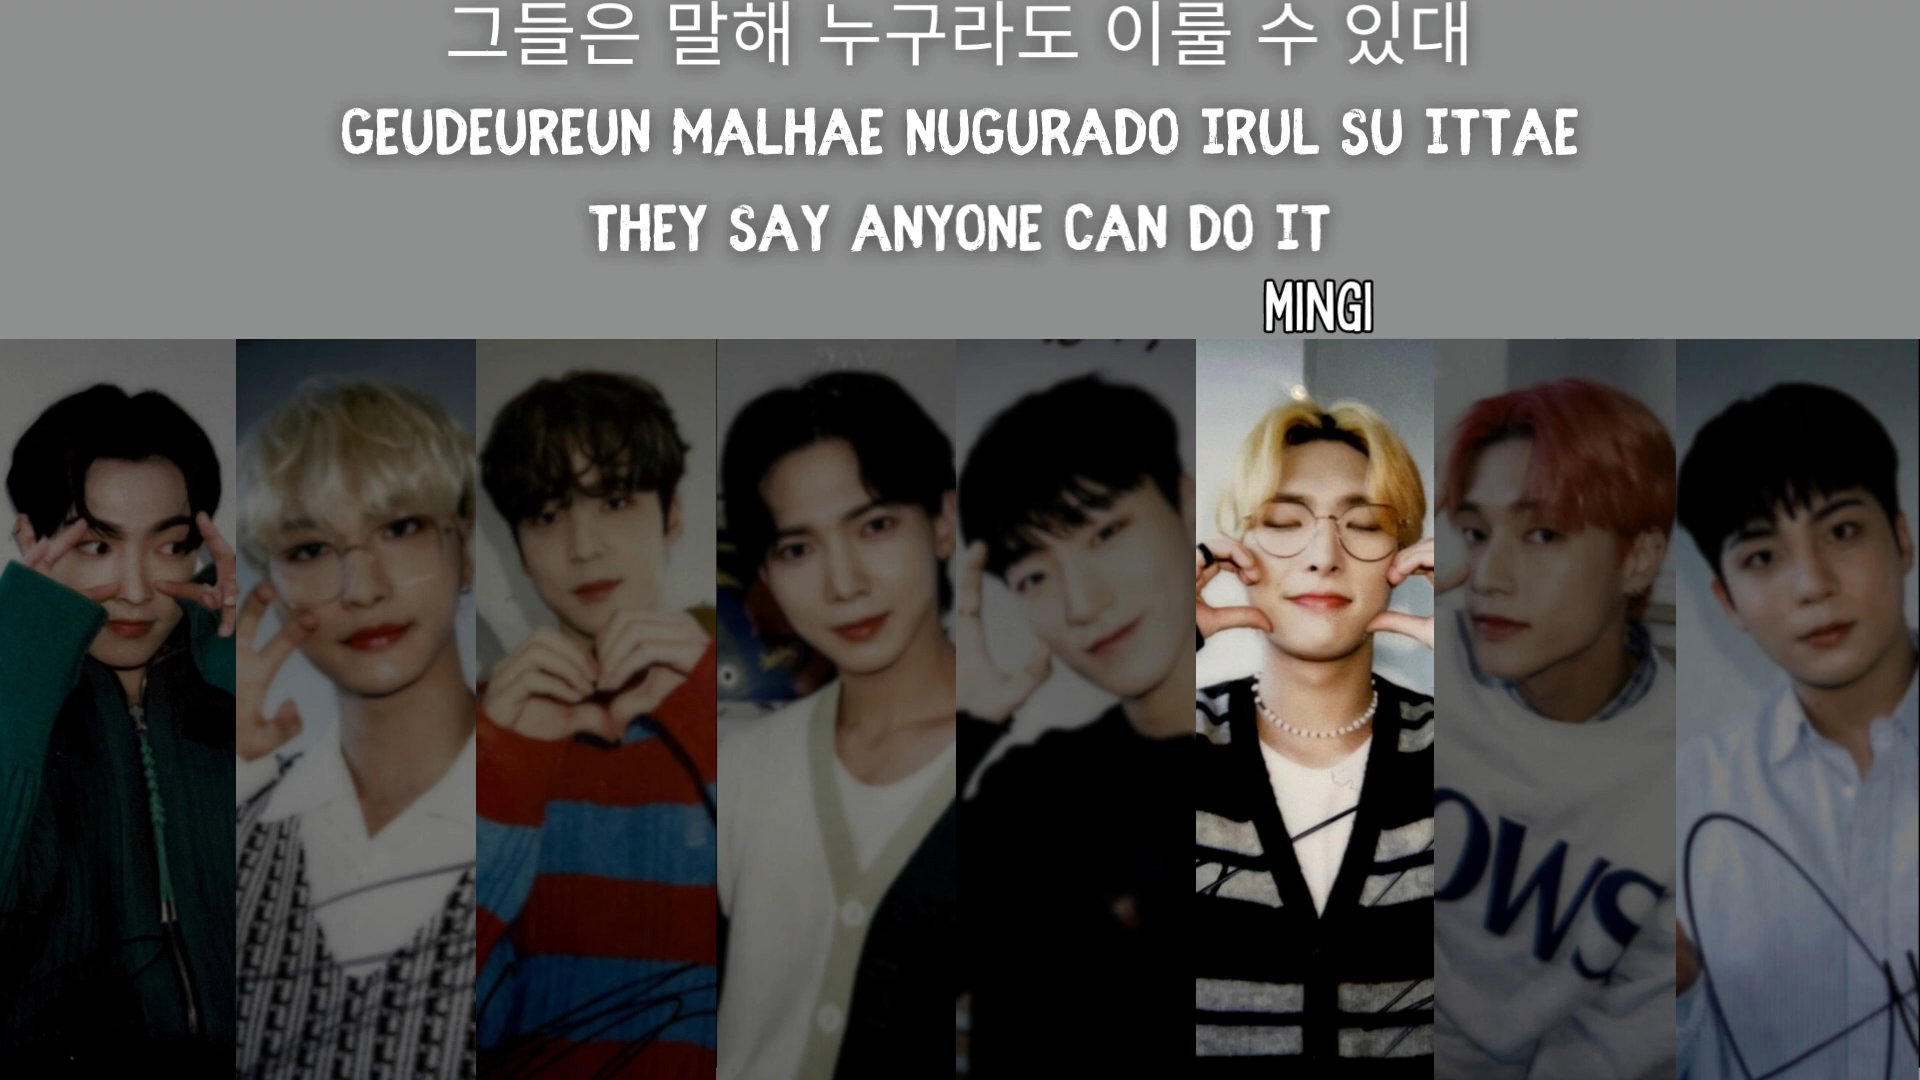 그들은 말해 누구라도 이룰 수 있대
GEUDEUREUN MALHAE NUGURADO IRUL SU ITTAE
THEY SAY ANYONE CAN DO IT
MINGI
OWS